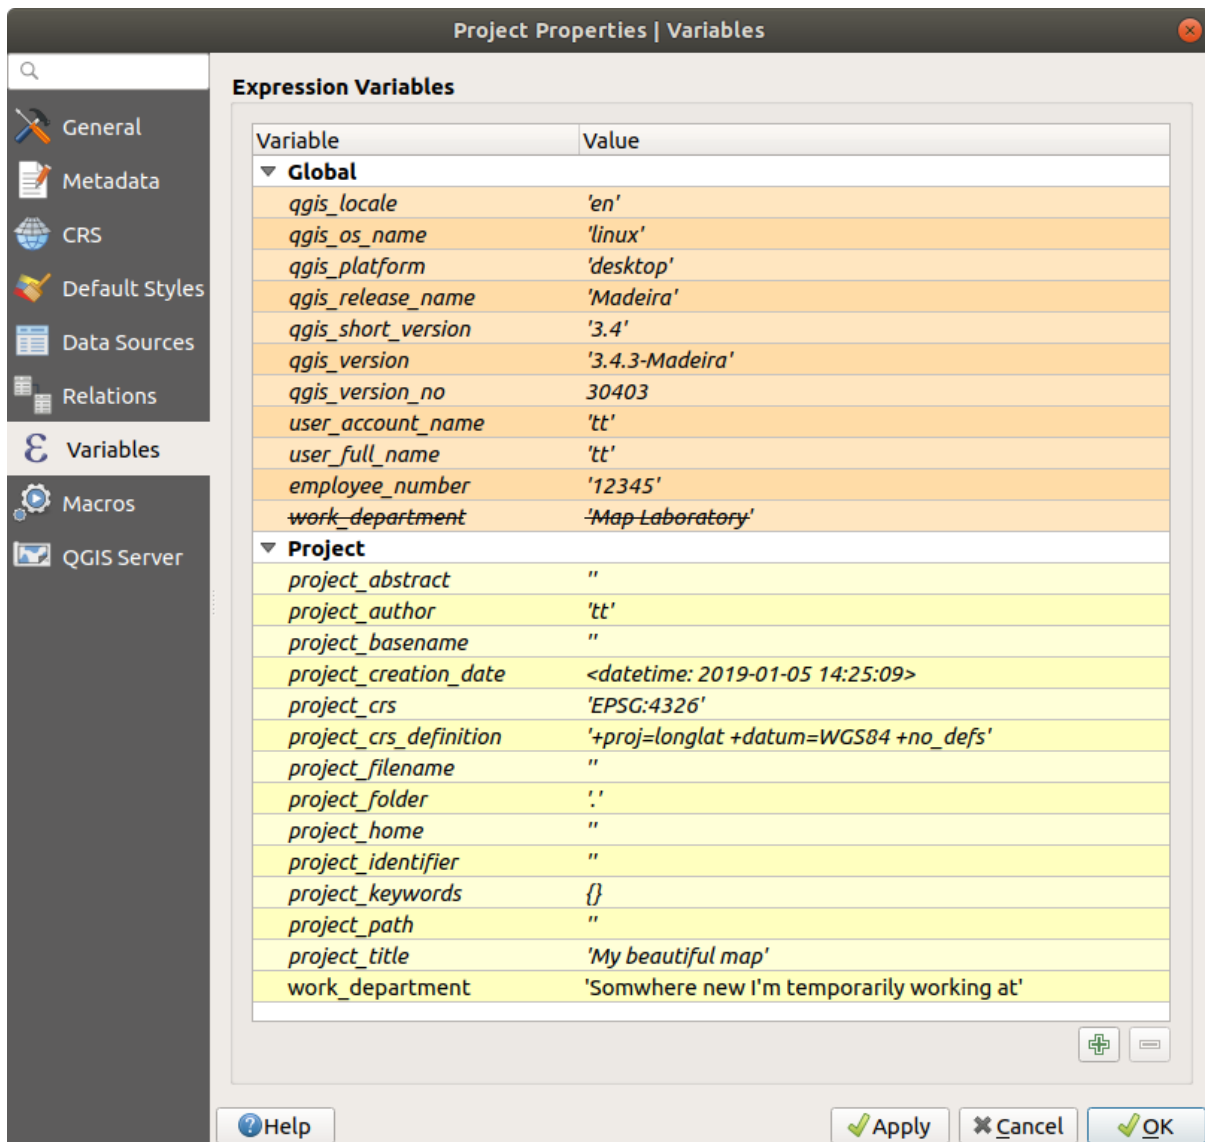 Project Properties | Variables
General
Metadata
CRS
Default Styles
Data Sources
Relations
Variables
Macros
QGIS Server
Expression Variables
Variable Value
Global
qgis_locale 'en'
qgis_os_name 'linux'
qgis_platform 'desktop'
qgis_release_name 'Madeira'
qgis_short_version '3.4'
qgis_version '3.4.3-Madeira'
qgis_version_no 30403
user_account_name 'tt'
user_full_name 'tt'
employee_number '12345'
work_department 'Map Laboratory'
Project
project_abstract ''
project_author 'tt'
project_basename ''
project_creation_date <datetime: 2019-01-05 14:25:09>
project_crs 'EPSG:4326'
project_crs_definition '+proj=longlat +datum=WGS84 +no_defs'
project_filename ''
project_folder '.'
project_home ''
project_identifier ''
project_keywords {}
project_path ''
project_title 'My beautiful map'
work_department 'Somwhere new I'm temporarily working at'
Help Apply Cancel OK